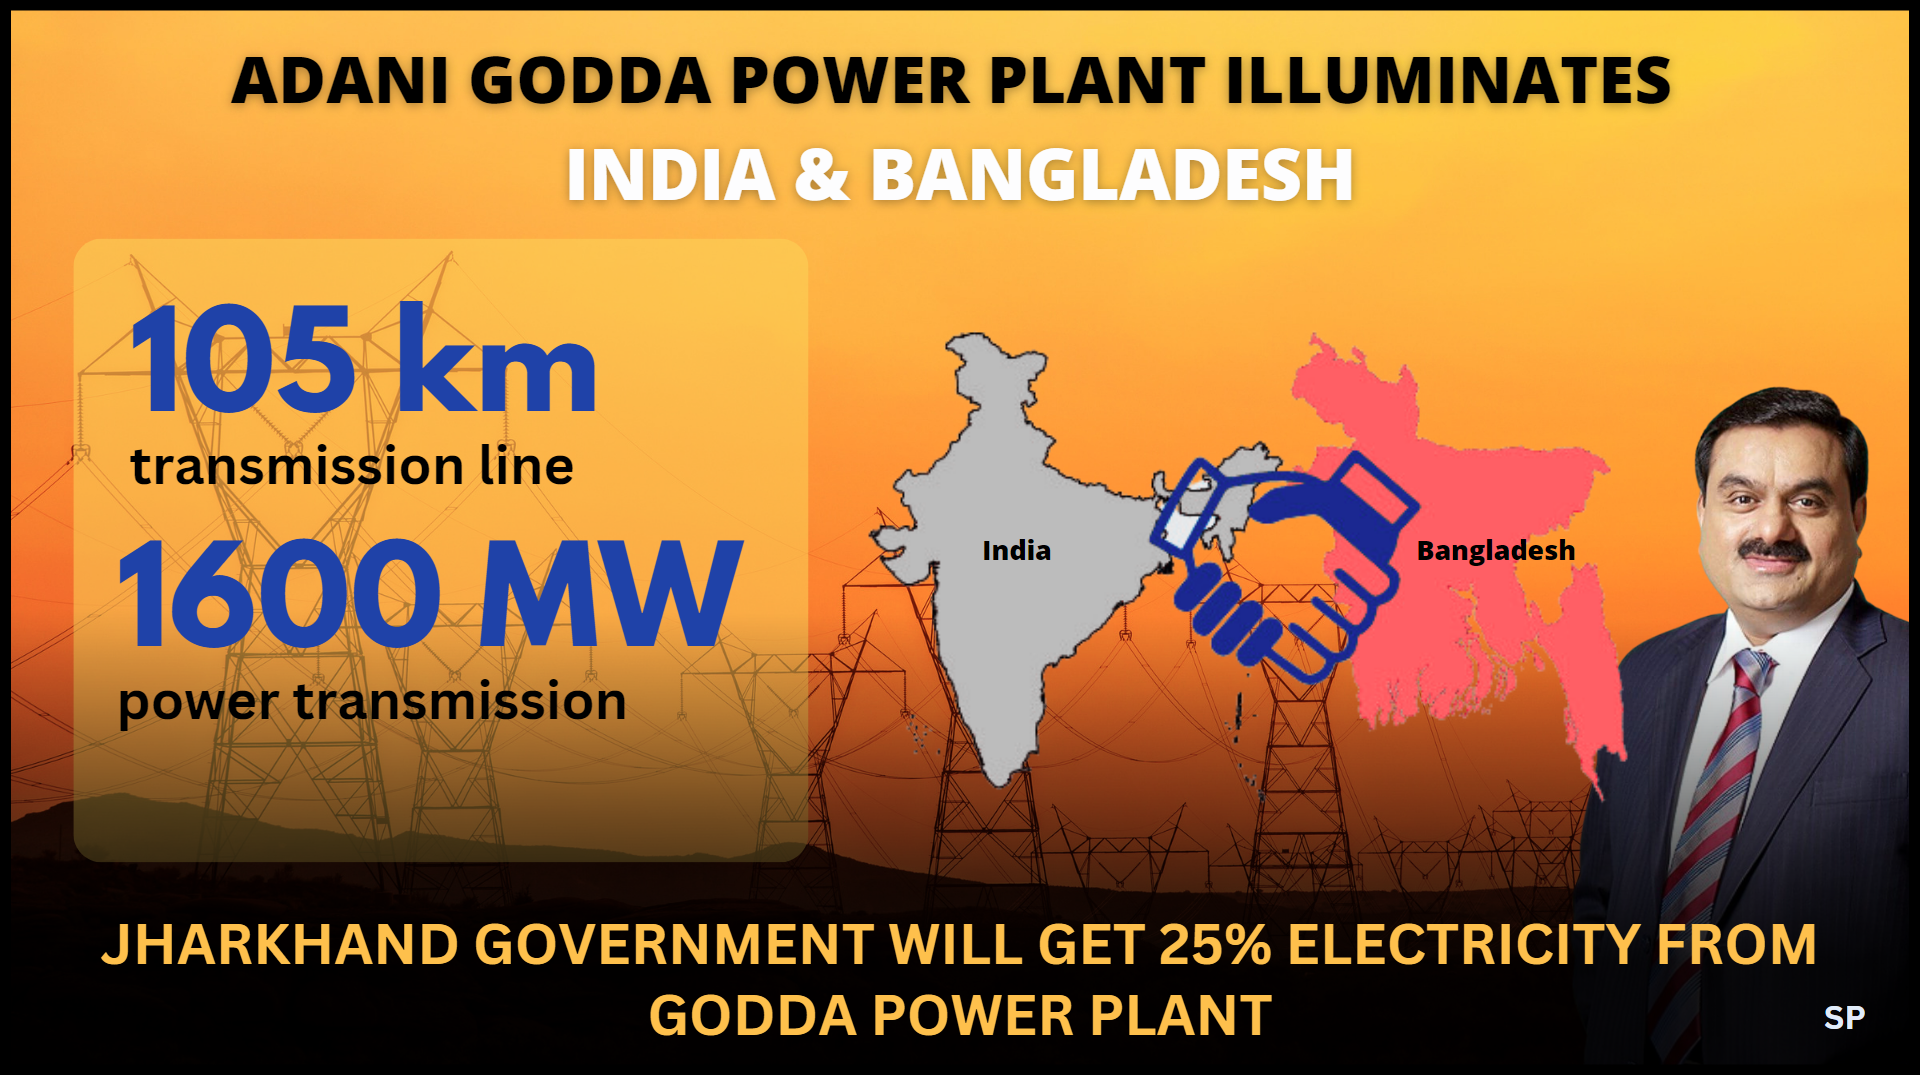 ADANI GODDA POWER PLANT ILLUMINATES
INDIA & BANGLADESH
105 km
transmission line
1600 MW
power transmission
India
Bangladesh
JHARKHAND GOVERNMENT WILL GET 25% ELECTRICITY FROM
GODDA POWER PLANT
SP